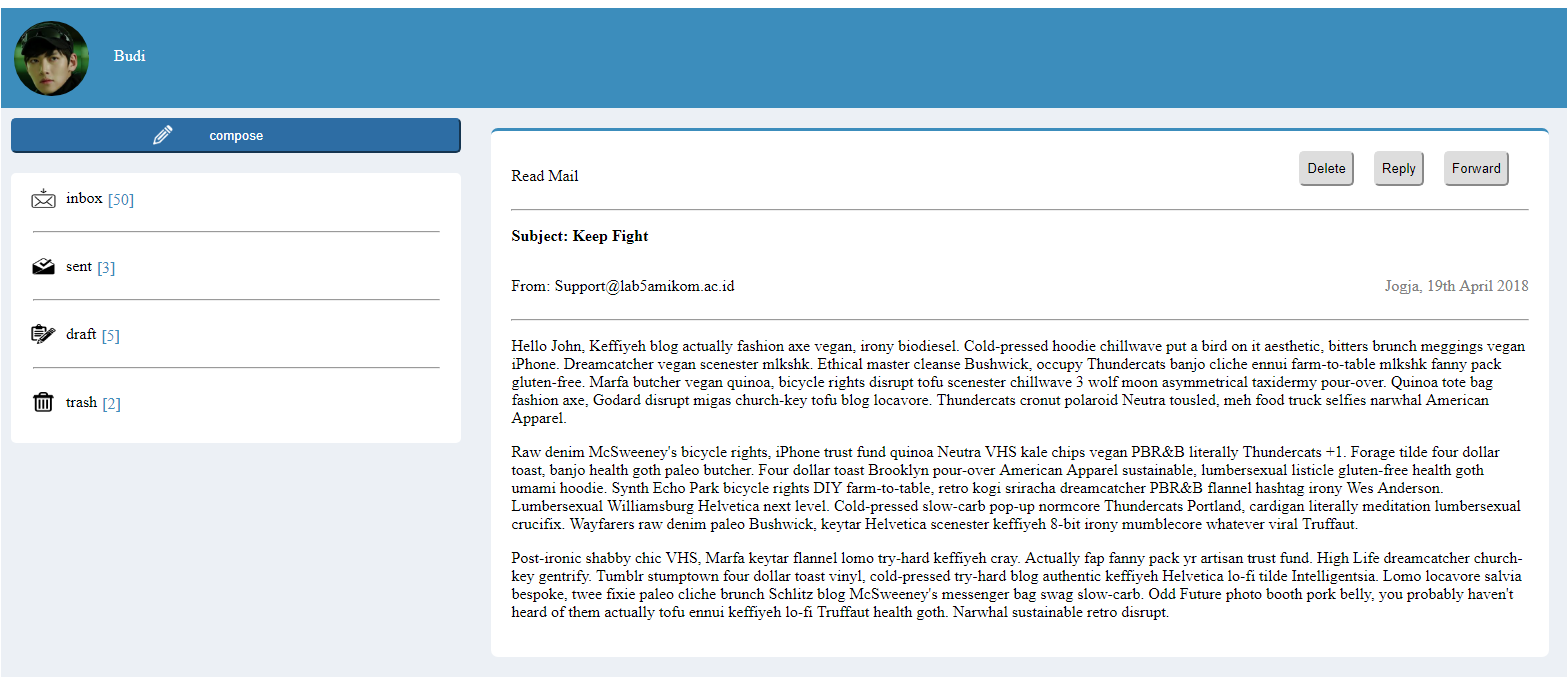 Budi
compose
inbox [50]
sent [3]
draft [5]
trash [2]
Read Mail
Delete
Reply
Forward
Subject: Keep Fight
From: Support@lab5amikom.ac.id
Jogja, 19th April 2018
Hello John, Keffiyeh blog actually fashion axe vegan, irony biodiesel. Cold-pressed hoodie chillwave put a bird on it aesthetic, bitters brunch meggings vegan
iPhone. Dreamcatcher vegan scenester mlkshk. Ethical master cleanse Bushwick, occupy Thundercats banjo cliche ennui farm-to-table mlkshk fanny pack
gluten-free. Marfa butcher vegan quinoa, bicycle rights disrupt tofu scenester chillwave 3 wolf moon asymmetrical taxidermy pour-over. Quinoa tote bag
fashion axe, Godard disrupt migas church-key tofu blog locavore. Thundercats cronut polaroid Neutra tousled, meh food truck selfies narwhal American
Apparel.
Raw denim McSweeney's bicycle rights, iPhone trust fund quinoa Neutra VHS kale chips vegan PBR&B literally Thundercats +1. Forage tilde four dollar
toast, banjo health goth paleo butcher. Four dollar toast Brooklyn pour-over American Apparel sustainable, lumbersexual listicle gluten-free health goth
umami hoodie. Synth Echo Park bicycle rights DIY farm-to-table, retro kogi sriracha dreamcatcher PBR&B flannel hashtag irony Wes Anderson.
Lumbersexual Williamsburg Helvetica next level. Cold-pressed slow-carb pop-up normcore Thundercats Portland, cardigan literally meditation lumbersexual
crucifix. Wayfarers raw denim paleo Bushwick, keytar Helvetica scenester keffiyeh 8-bit irony mumblecore whatever viral Truffaut.
Post-ironic shabby chic VHS, Marfa keytar flannel lomo try-hard keffiyeh cray. Actually fap fanny pack yr artisan trust fund. High Life dreamcatcher church-
key gentrify. Tumblr stumptown four dollar toast vinyl, cold-pressed try-hard blog authentic keffiyeh Helvetica lo-fi tilde Intelligentsia. Lomo locavore salvia
bespoke, twee fixie paleo cliche brunch Schlitz blog McSweeney's messenger bag swag slow-carb. Odd Future photo booth pork belly, you probably haven't
heard of them actually tofu ennui keffiyeh lo-fi Truffaut health goth. Narwhal sustainable retro disrupt.